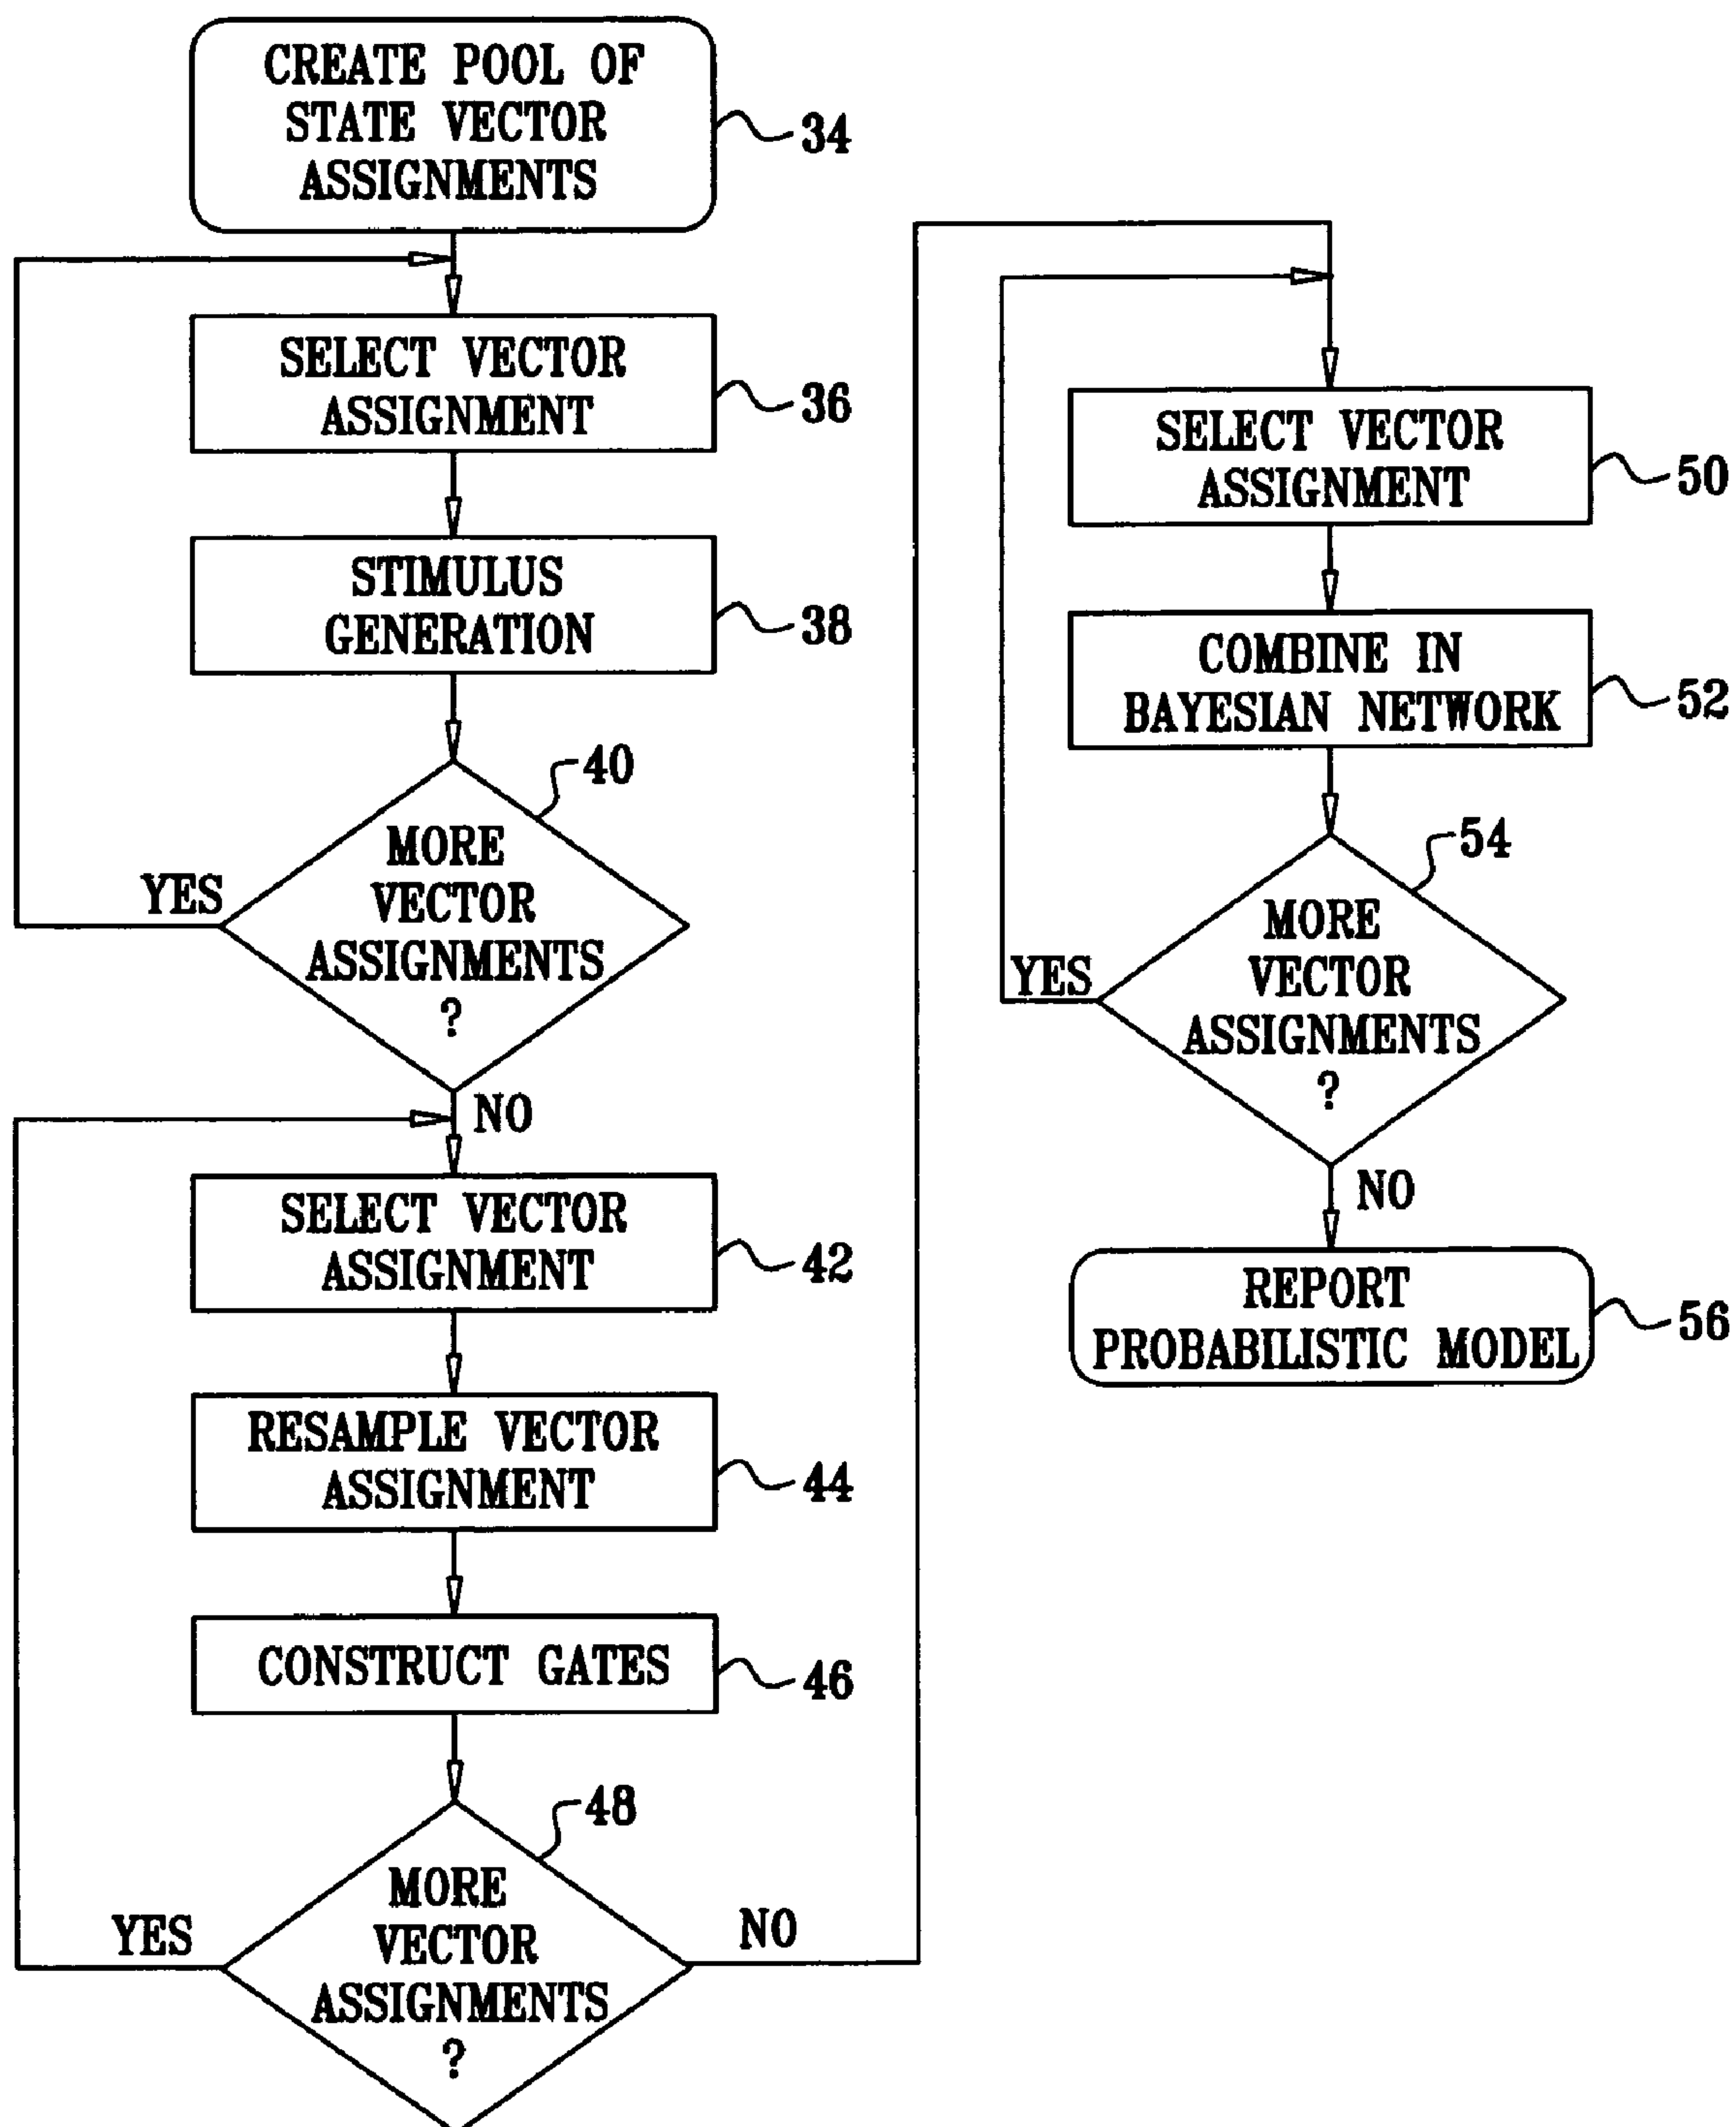 CREATE POOL OF
STATE VECTOR
ASSIGNMENTS
34
SELECT VECTOR
ASSIGNMENT
36
STIMULUS
GENERATION
38
40
MORE
VECTOR
ASSIGNMENTS
?
YES
NO
SELECT VECTOR
ASSIGNMENT
42
RESAMPLE VECTOR
ASSIGNMENT
44
CONSTRUCT GATES
46
48
MORE
VECTOR
ASSIGNMENTS
?
YES
NO
SELECT VECTOR
ASSIGNMENT
50
COMBINE IN
BAYESIAN NETWORK
52
54
MORE
VECTOR
ASSIGNMENTS
?
YES
NO
REPORT
PROBABILISTIC MODEL
56